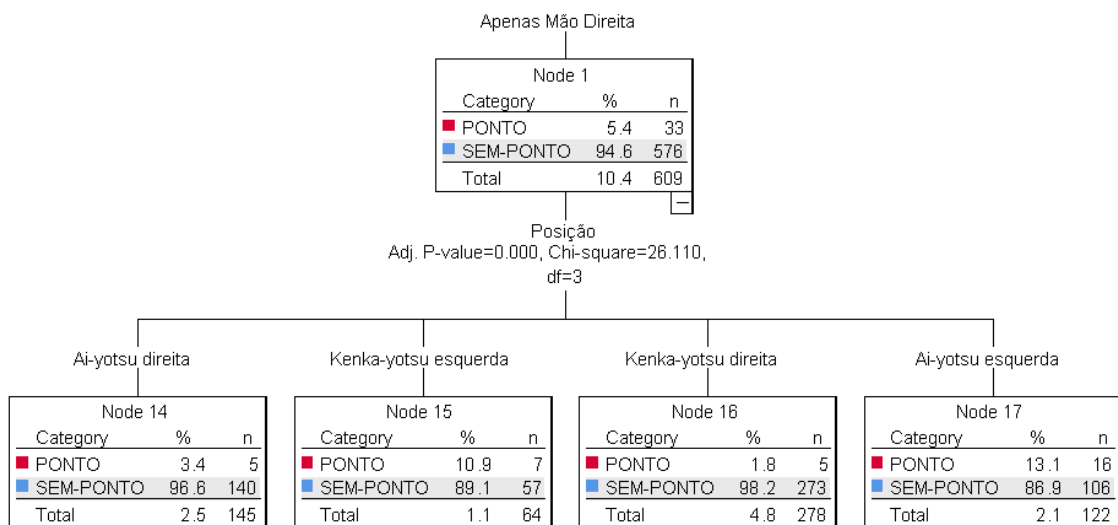 Apenas Mão Direita
Node 1
Category % n
PONTO 5.4 33
SEM-PONTO 94.6 576
Total 10.4 609
Posição
Adj. P-value=0.000, Chi-square=26.110,
df=3
Ai-yotsu direita
Kenka-yotsu esquerda
Kenka-yotsu direita
Ai-yotsu esquerda
Node 14
Category % n
PONTO 3.4 5
SEM-PONTO 96.6 140
Total 2.5 145
Node 15
Category % n
PONTO 10.9 7
SEM-PONTO 89.1 57
Total 1.1 64
Node 16
Category % n
PONTO 1.8 5
SEM-PONTO 98.2 273
Total 4.8 278
Node 17
Category % n
PONTO 13.1 16
SEM-PONTO 86.9 106
Total 2.1 122